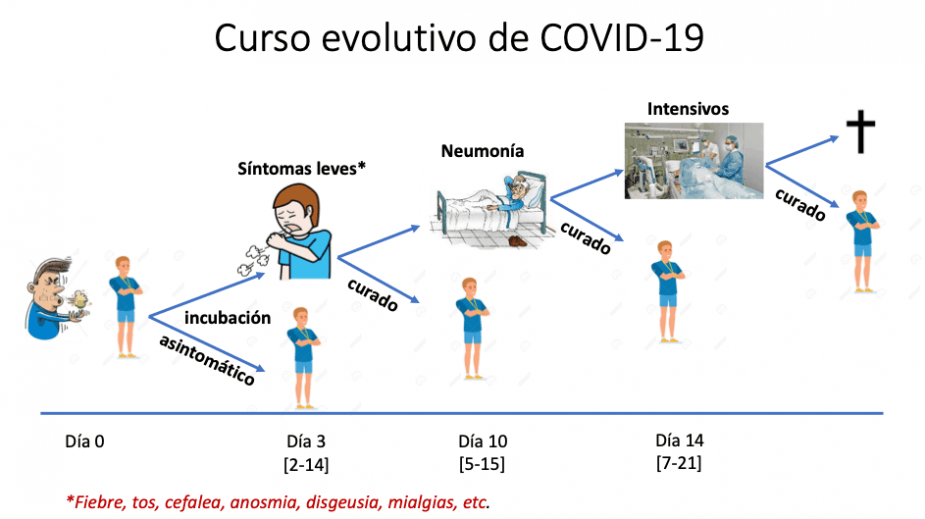 Curso evolutivo de COVID-19
Intensivos
Neumonía
Síntomas leves*
curado
curado
curado
incubación
asintomático
Día 0
Día 3
[2-14]
Día 10
[5-15]
Día 14
[7-21]
*Fiebre, tos, cefalea, anosmia, disgeusia, mialgias, etc.